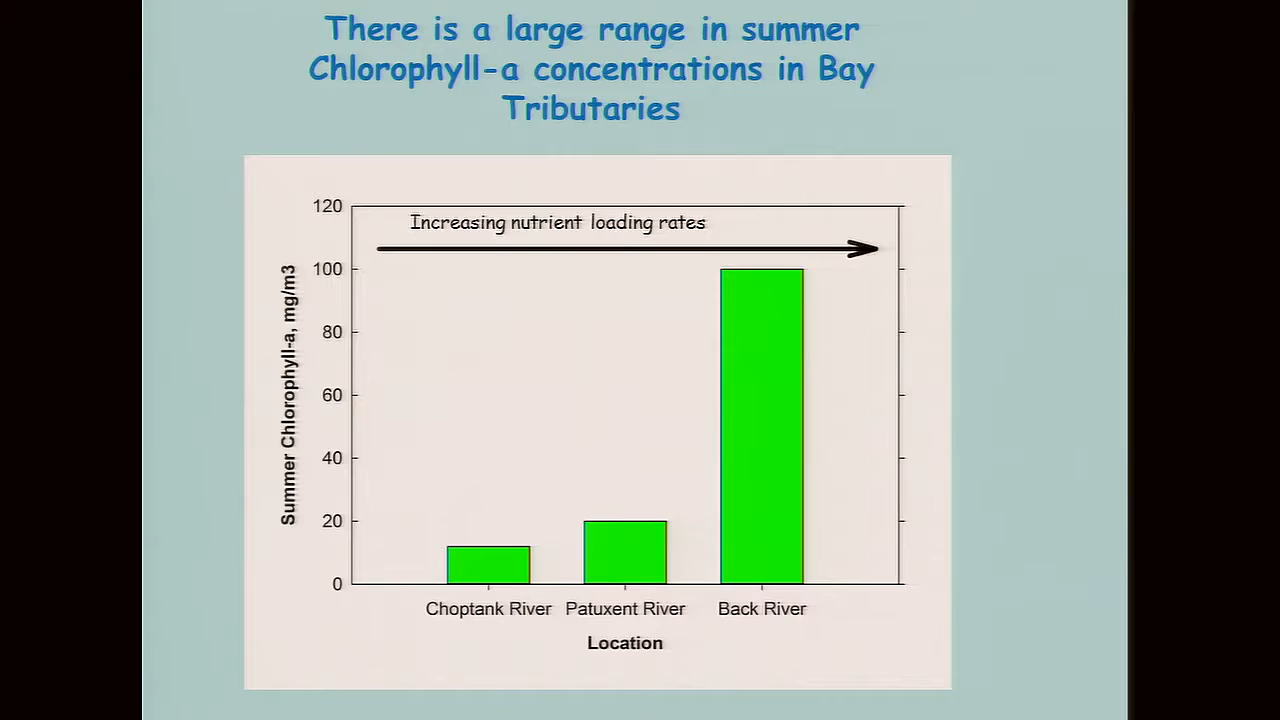 There is a large range in summer
Chlorophyll-a concentrations in Bay
Tributaries
Increasing nutrient loading rates
120
100
80
60
40
20
0
Summer Chlorophyll-a, mg/m3
Choptank River Patuxent River Back River
Location